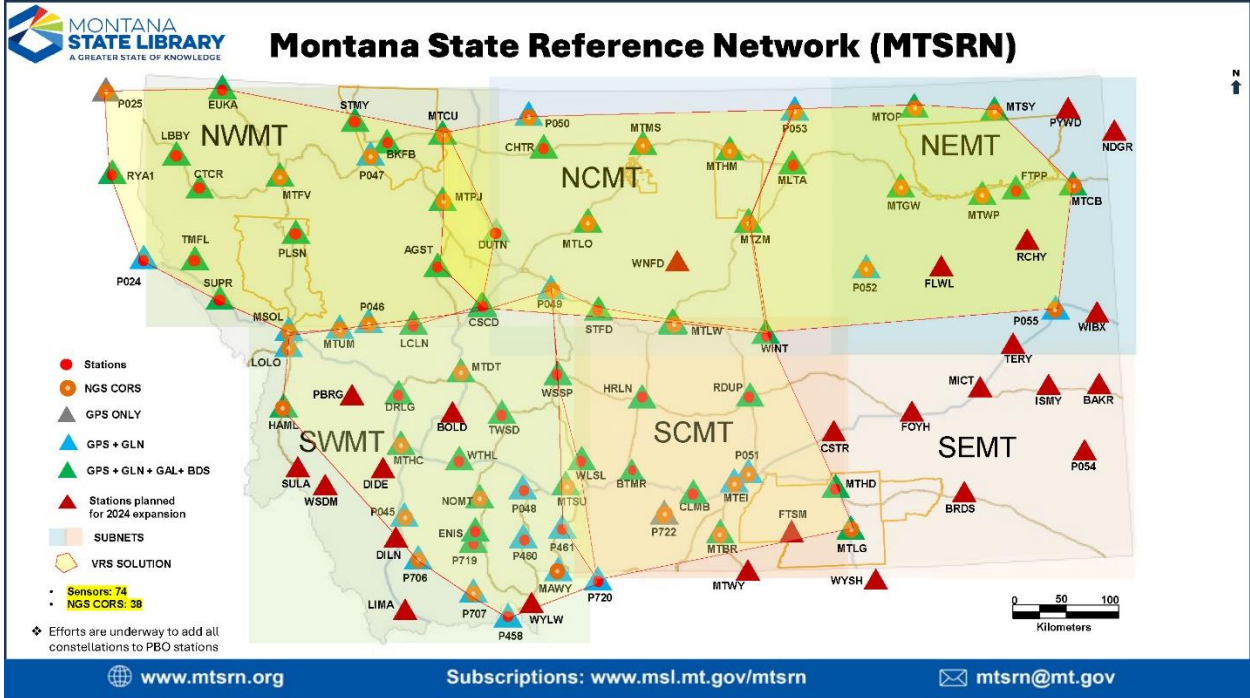 MONTANA
STATE LIBRARY
A GREATER STATE OF KNOWLEDGE
Montana State Reference Network (MTSRN)
N
P025
EUKA
STMY
MTCU
P050
P053
MTOP
MTSY
PYWD
NDGR
NWMT
LBBY
BKFB
P047
CHTR
MTMS
MTHM
NEMT
RYA1
CTCR
MTFV
NCMT
MLTA
MTGW
MTWP
FTPP
MTCB
MTPJ
PLSN
DUTN
MTLO
MTZM
TMFL
AGST
WNFD
RCHY
P024
SUPR
P052
FLWL
P046
P049
CSCD
MSOL
MTUM
LCLN
STFD
MTLW
WINT
P055
WIBX
LOLO
TERY
Stations
NGS CORS
GPS ONLY
GPS + GLN
GPS + GLN + GAL+ BDS
Stations planned
for 2024 expansion
SUBNETS
VRS SOLUTION
• Sensors: 74
• NGS CORS: 38
❖ Efforts are underway to add all
constellations to PBO stations
MTDT
PBRG
DRLG
WSSP
HRLN
RDUP
MICT
ISMY
BAKR
HAML
BOLD
TWSD
FOYH
SWMT
SCMT
SEMT
MTHC
WTHL
WLSL
BTMR
P051
CSTR
P054
SULA
WSDM
DIDE
NOMT
P048
MTSU
CLMB
MTEI
MTHD
BRDS
P045
ENIS
P719
P460
P461
P722
MTBR
FTSM
MTLG
DILN
P706
MAWY
P720
MTWY
WYSH
LIMA
P707
P458
WYLW
0 50 100
Kilometers
www.mtsrn.org
Subscriptions: www.msl.mt.gov/mtsrn
mtsrn@mt.gov